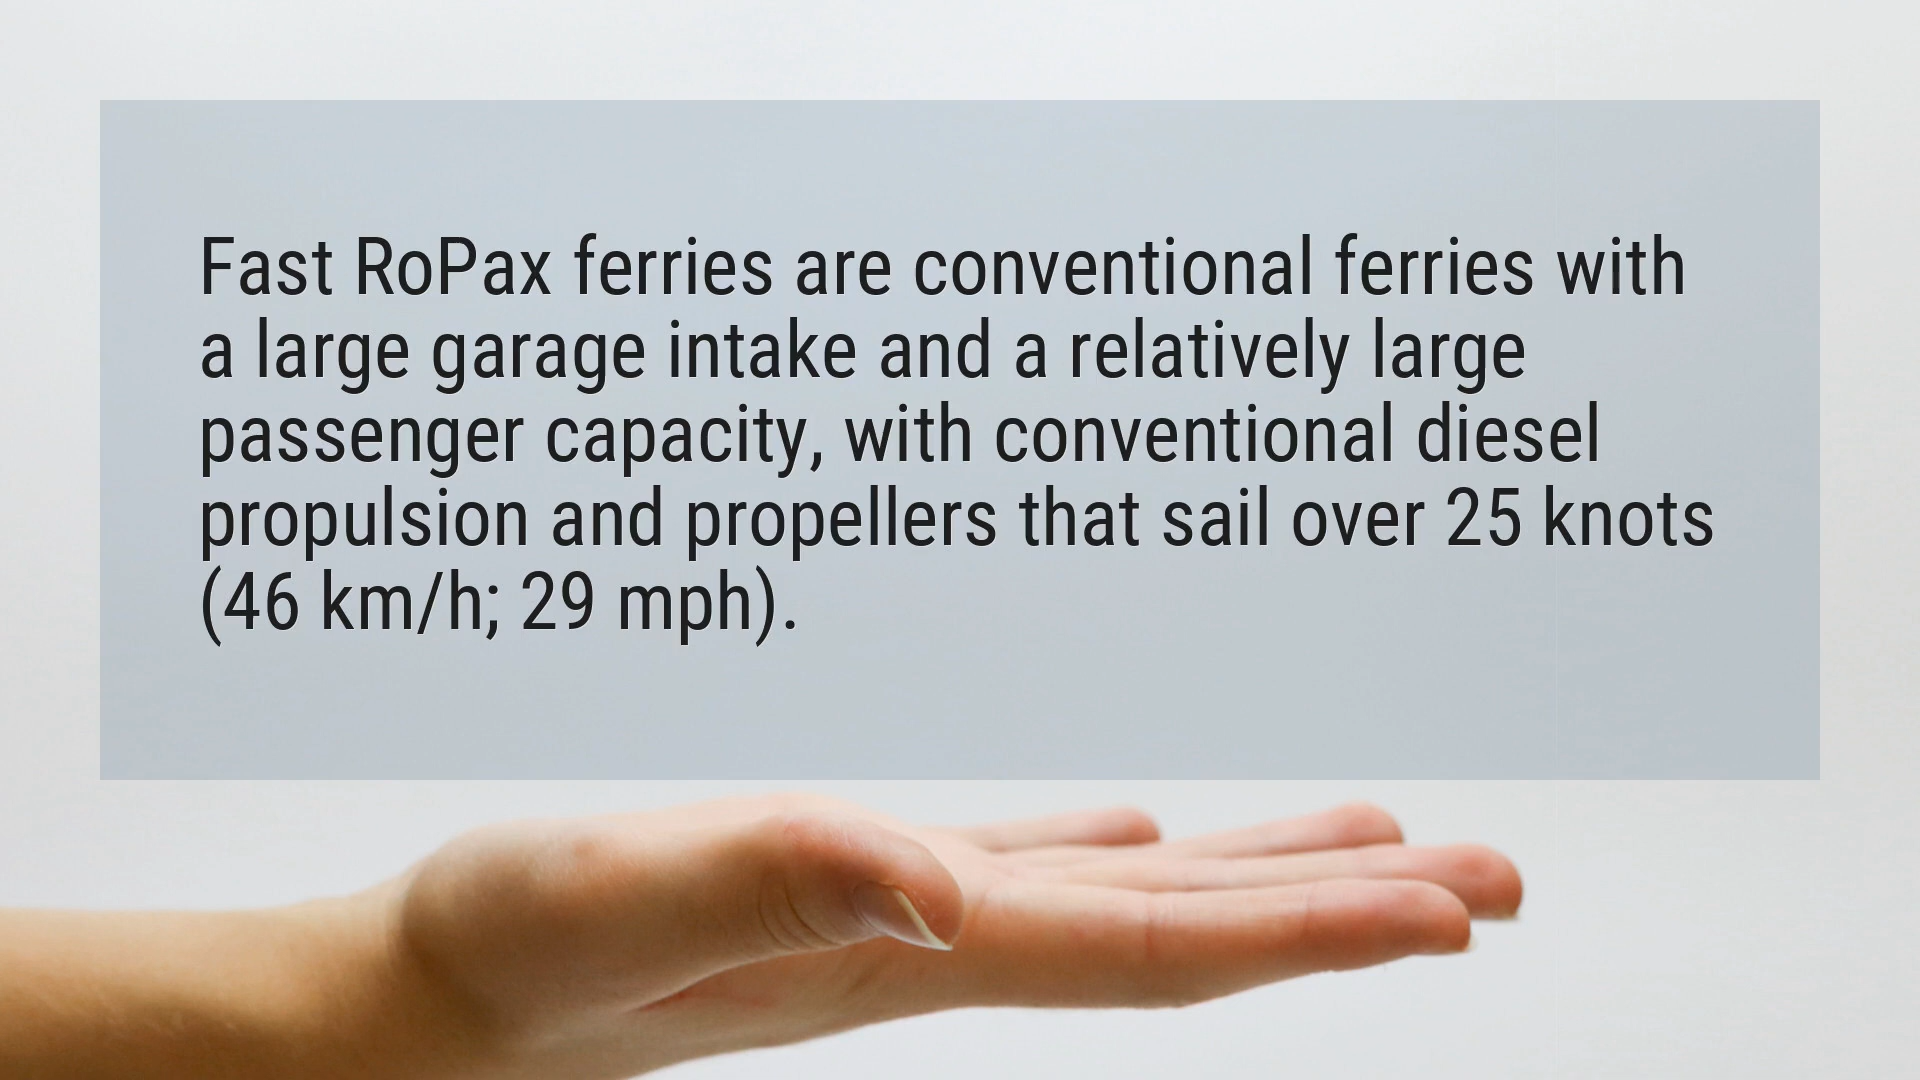 Fast RoPax ferries are conventional ferries with
a large garage intake and a relatively large
passenger capacity, with conventional diesel
propulsion and propellers that sail over 25 knots
(46 km/h; 29 mph).